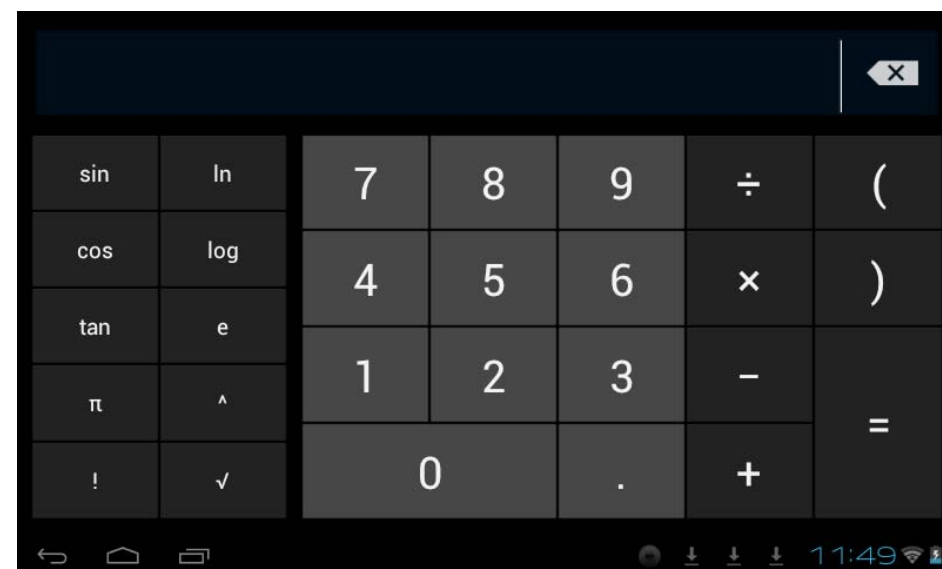 sin ln 7 8 9 ÷ (
cos log 4 5 6 × )
tan e 1 2 3 −
π ^ =
! √ 0 . +
11:49